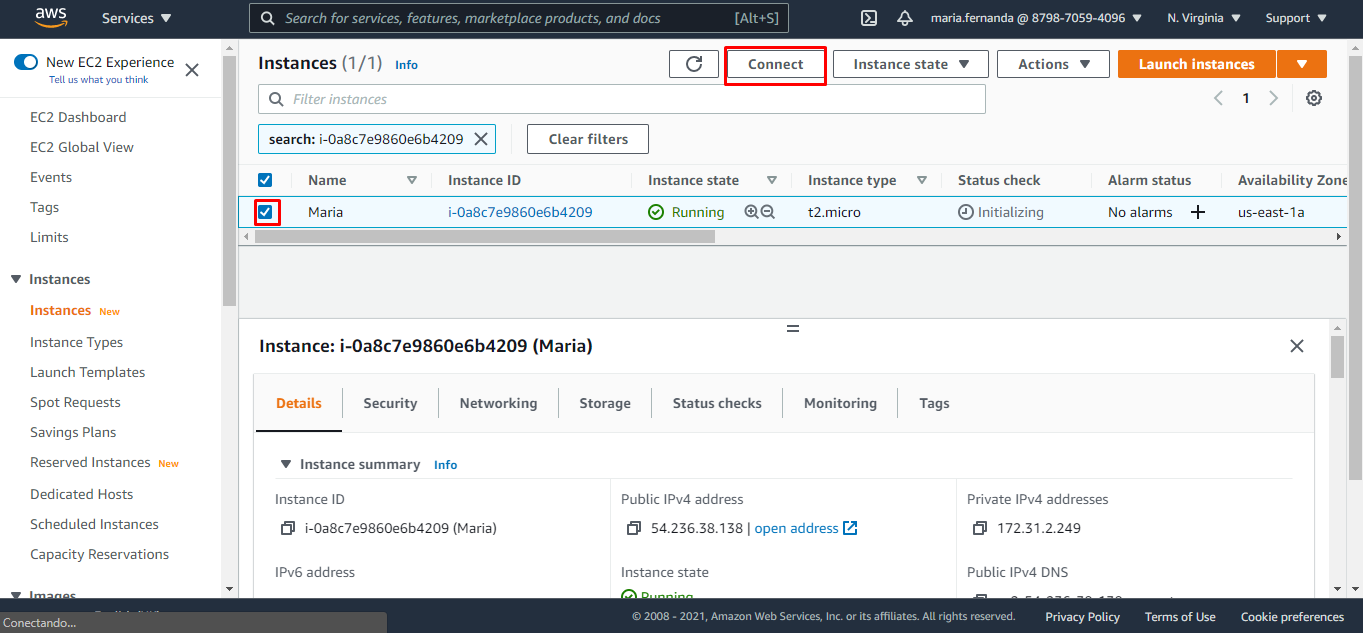 aws Services Search for services, features, marketplace products, and docs [Alt+S] maria.fernanda @ 8798-7059-4096 N. Virginia Support
New EC2 Experience
Tell us what you think
EC2 Dashboard
EC2 Global View
Events
Tags
Limits
Instances
Instances New
Instance Types
Launch Templates
Spot Requests
Savings Plans
Reserved Instances New
Dedicated Hosts
Scheduled Instances
Capacity Reservations
Images
Instances (1/1) Info Connect Instance state Actions Launch instances
Filter instances 1
search: i-0a8c7e9860e6b4209 Clear filters
Name Instance ID Instance state Instance type Status check Alarm status Availability Zone
Maria i-0a8c7e9860e6b4209 Running t2.micro Initializing No alarms us-east-1a
Instance: i-0a8c7e9860e6b4209 (Maria)
Details Security Networking Storage Status checks Monitoring Tags
Instance summary Info
Instance ID Public IPv4 address Private IPv4 addresses
i-0a8c7e9860e6b4209 (Maria) 54.236.38.138 | open address 172.31.2.249
IPv6 address Instance state Public IPv4 DNS
Running
© 2008 - 2021, Amazon Web Services, Inc. or its affiliates. All rights reserved. Privacy Policy Terms of Use Cookie preferences
Conectando...